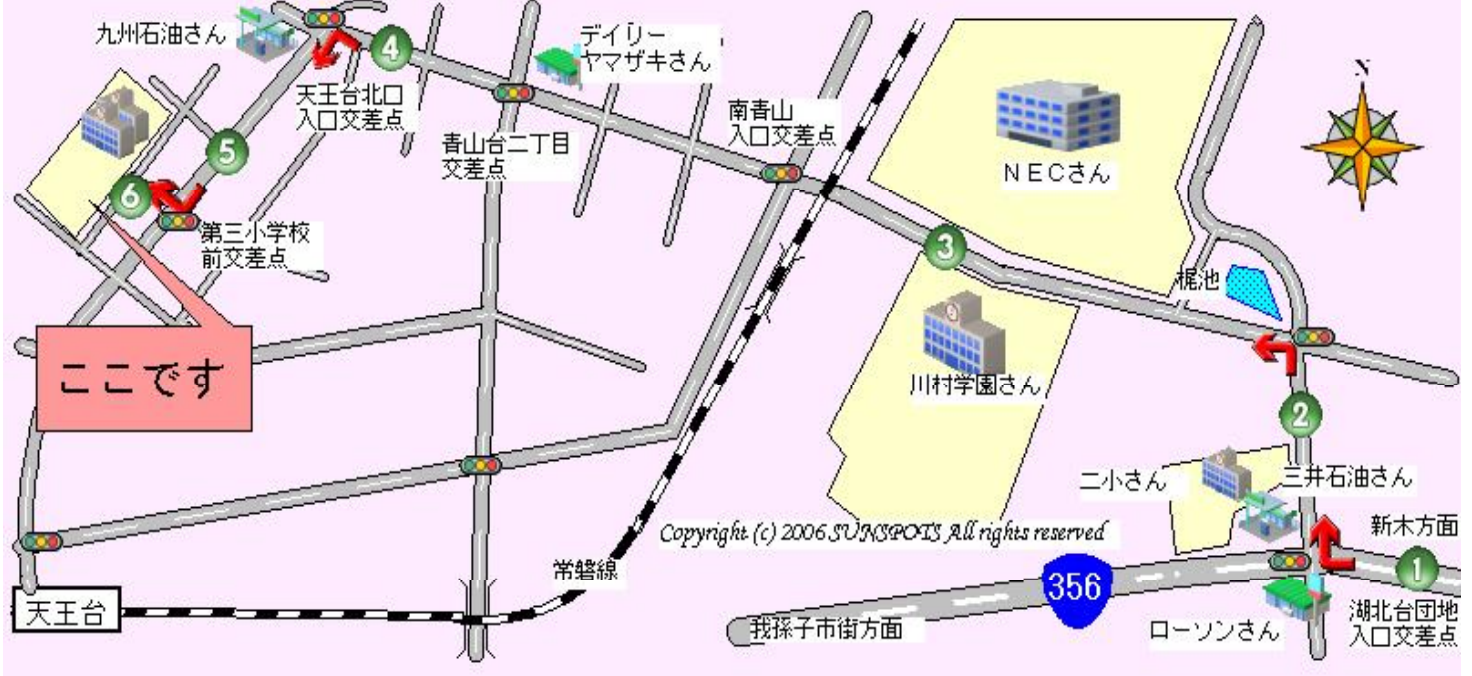 九州石油さん
4
デイリー
ヤマザキさん
N
天王台北口
入口交差点
南青山
入口交差点
青山台二丁目
交差点
5
NECさん
6
第三小学校
前交差点
3
梶池
ここです
川村学園さん
2
二小さん
三井石油さん
Copyright (c) 2006 SUNSPOTS All rights reserved
新木方面
常磐線
356
1
天王台
我孫子市街方面
ローソンさん
湖北台団地
入口交差点